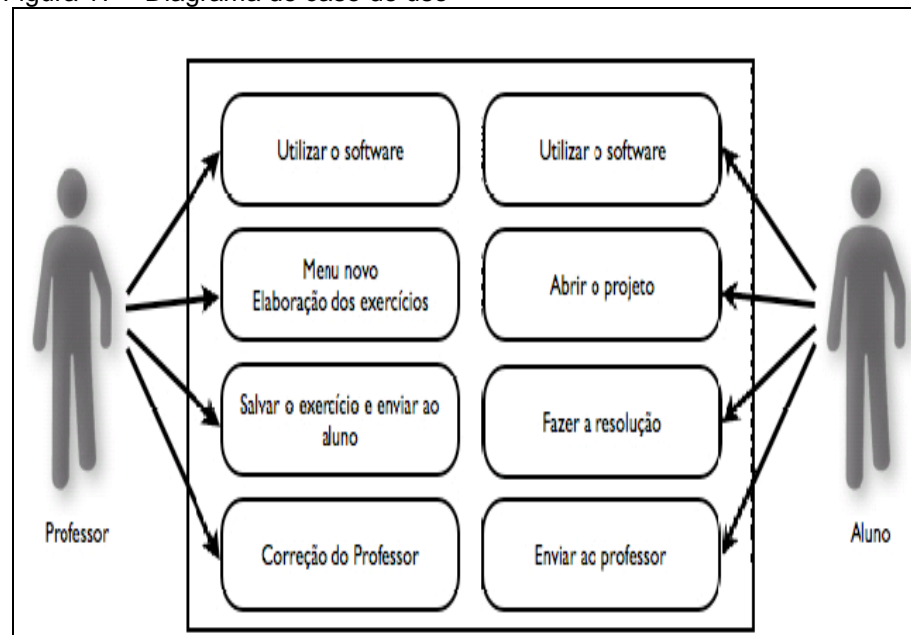 Utilizar o software
Utilizar o software
Menu novo
Elaboração dos exercícios
Abrir o projeto
Salvar o exercício e enviar ao
aluno
Fazer a resolução
Professor
Correção do Professor
Enviar ao professor
Aluno